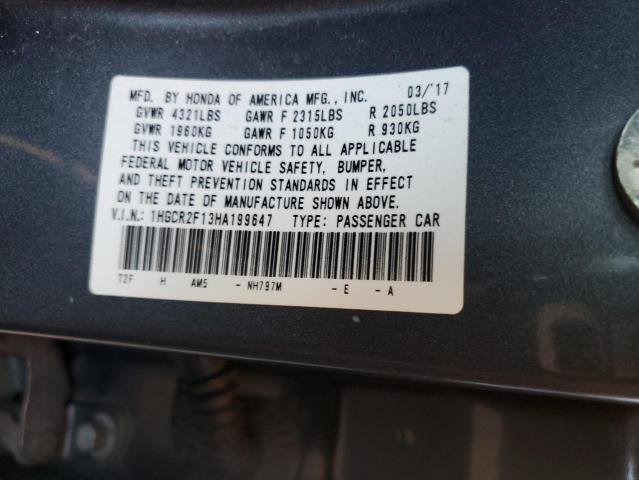 MFD. BY HONDA OF AMERICA MFG., INC. 03/'17
GVWR 4321LBS GAWR F 2315LBS R 2050LBS
GVWR 1960KG GAWR F 1050KG R 930KG
THIS VEHICLE CONFORMS TO ALL APPLICABLE
FEDERAL MOTOR VEHICLE SAFETY, BUMPER,
AND THEFT PREVENTION STANDARDS IN EFFECT
ON THE DATE OF MANUFACTURE SHOWN ABOVE.
V.I.N.: 1HGCR2F13HA199647 TYPE: PASSENGER CAR
T2F H AM5 - NH797M - E - A